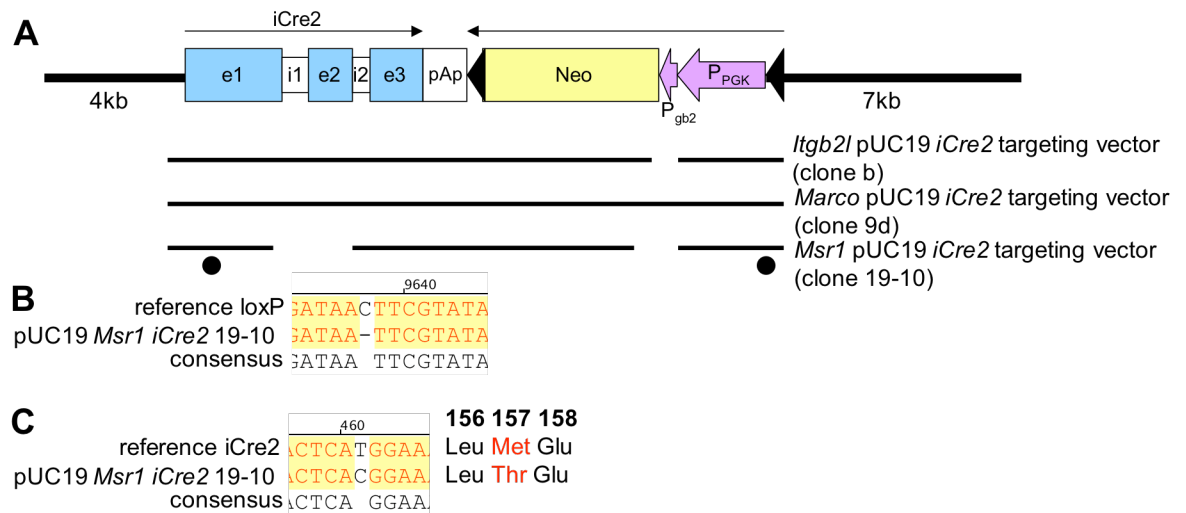 A
iCre2
e1 i1 e2 i2 e3 pAp Neo PPGK
Pgb2
4kb 7kb
Itgb2l pUC19 iCre2 targeting vector
(clone b)
Marco pUC19 iCre2 targeting vector
(clone 9d)
Msr1 pUC19 iCre2 targeting vector
(clone 19-10)
B
9640
reference loxP GATAACTTCGTATA
pUC19 Msr1 iCre2 19-10 GATAA-TTCGTATA
consensus GATAA TTCGTATA
C
460 156 157 158
reference iCre2 ACTCATGGAAA Leu Met Glu
pUC19 Msr1 iCre2 19-10 ACTCACGGAAA Leu Thr Glu
consensus ACTCA GGAAA